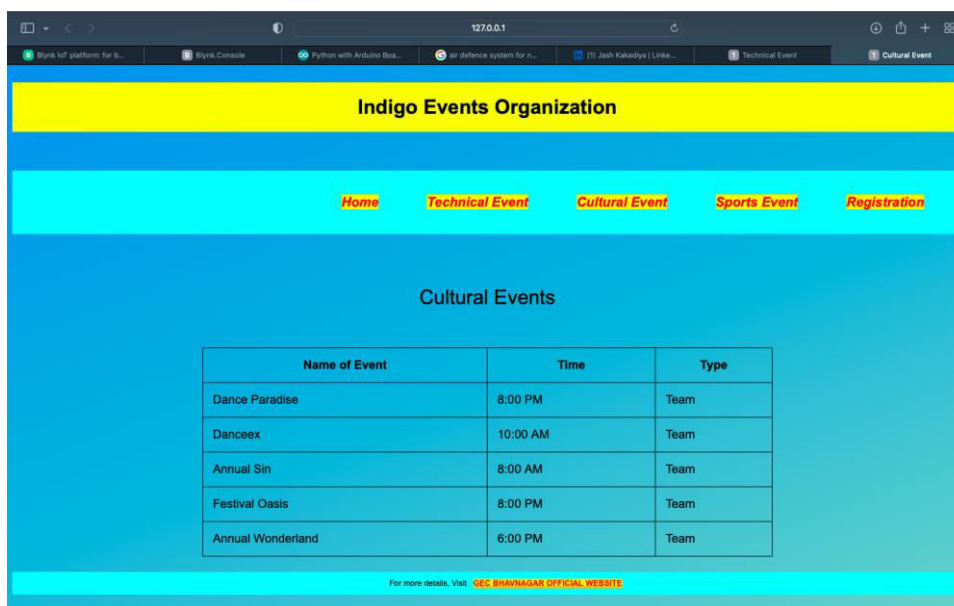 127.0.0.1
Blynk IoT platform: for b...
Blynk.Console
Python with Arduino Boa...
air defence system for n...
(1) Jash Kakadiya | Linke...
1 Technical Event
1 Cultural Event
Indigo Events Organization
Home Technical Event Cultural Event Sports Event Registration
Cultural Events
Name of Event Time Type
Dance Paradise 8:00 PM Team
Danceex 10:00 AM Team
Annual Sin 8:00 AM Team
Festival Oasis 8:00 PM Team
Annual Wonderland 6:00 PM Team
For more details, Visit GEC BHAVNAGAR OFFICIAL WEBSITE